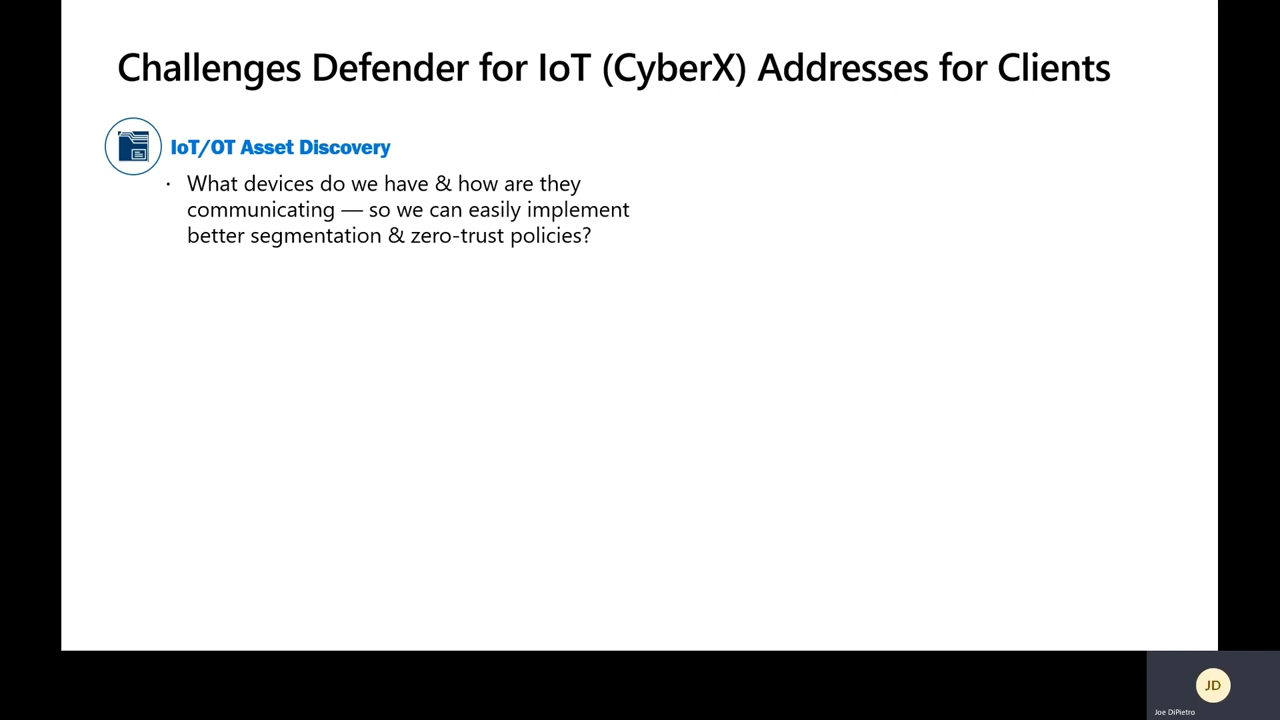 Challenges Defender for IoT (CyberX) Addresses for Clients
IoT/OT Asset Discovery
· What devices do we have & how are they
communicating — so we can easily implement
better segmentation & zero-trust policies?
JD
Joe DiPietro